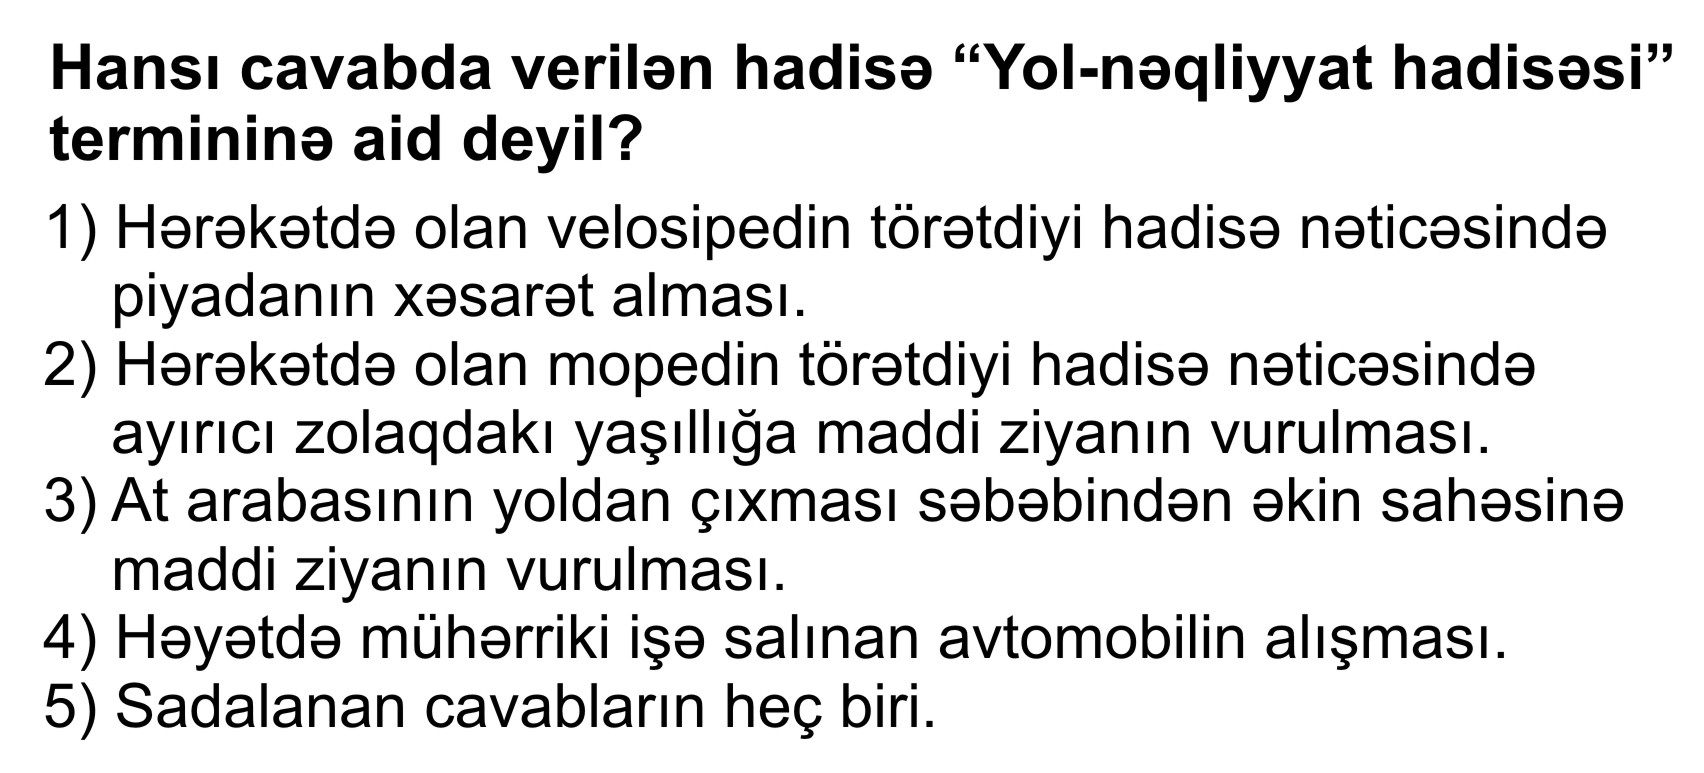 Hansı cavabda verilən hadisə “Yol-nəqliyyat hadisəsi”
termininə aid deyil?
1) Hərəkətdə olan velosipedin törətdiyi hadisə nəticəsində
piyadanın xəsarət alması.
2) Hərəkətdə olan mopedin törətdiyi hadisə nəticəsində
ayırıcı zolaqdakı yaşıllığa maddi ziyanın vurulması.
3) At arabasının yoldan çıxması səbəbindən əkin sahəsinə
maddi ziyanın vurulması.
4) Həyətdə mühərriki işə salınan avtomobilin alışması.
5) Sadalanan cavabların heç biri.